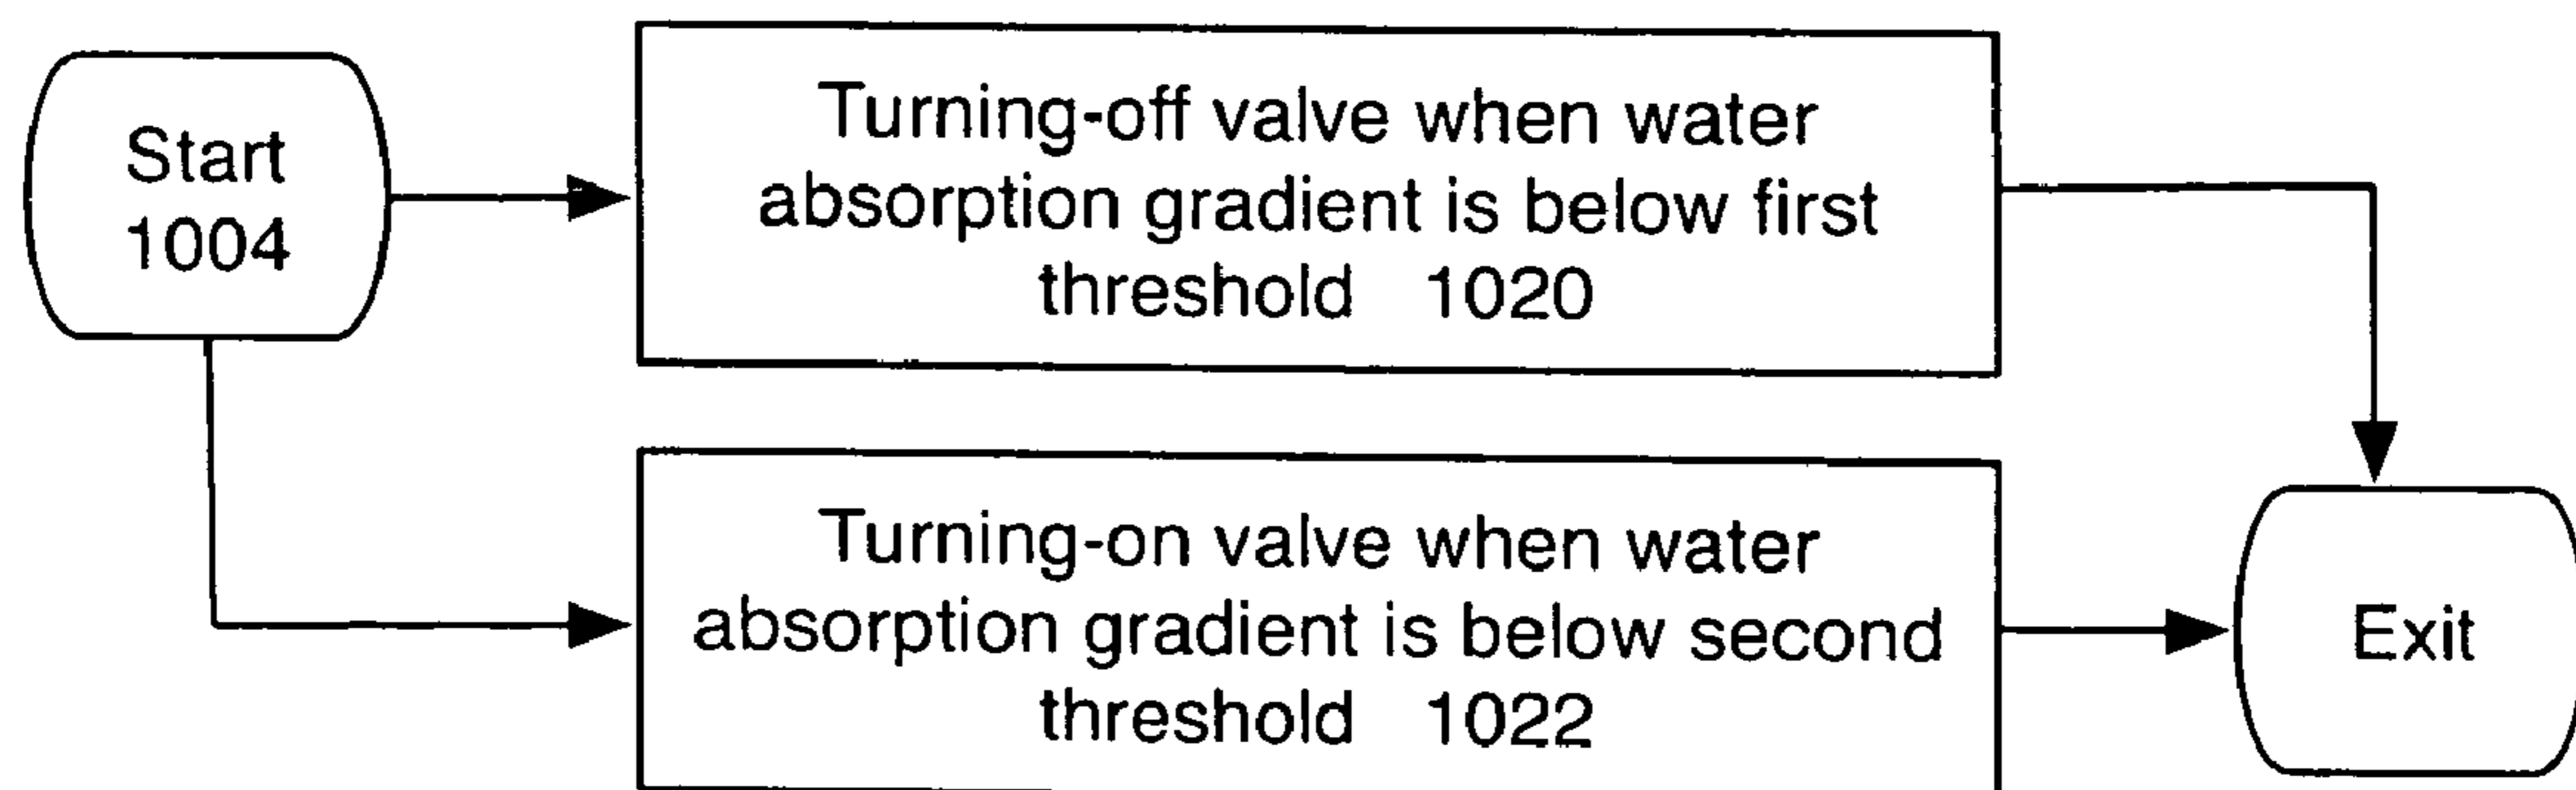 Start
1004
Turning-off valve when water
absorption gradient is below first
threshold 1020
Turning-on valve when water
absorption gradient is below second
threshold 1022
Exit